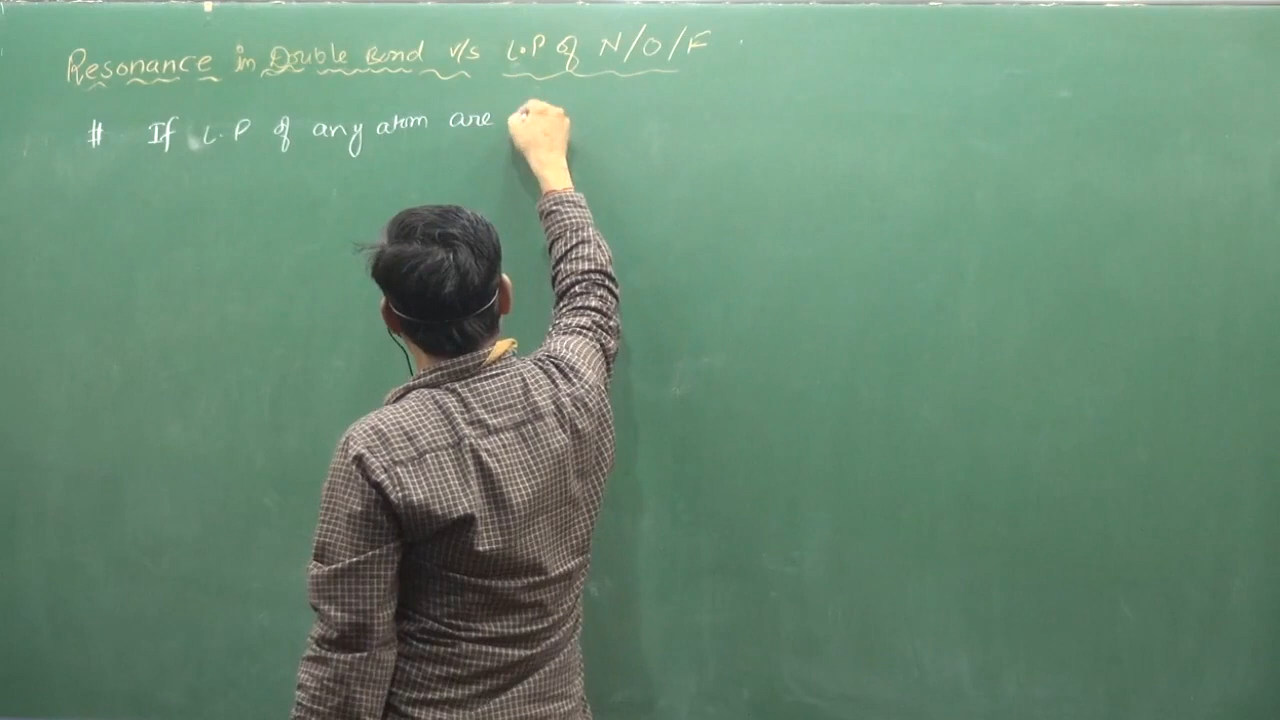 Resonance in Double Bond v/s L.P of N/O/F
# If L.P of any atom are